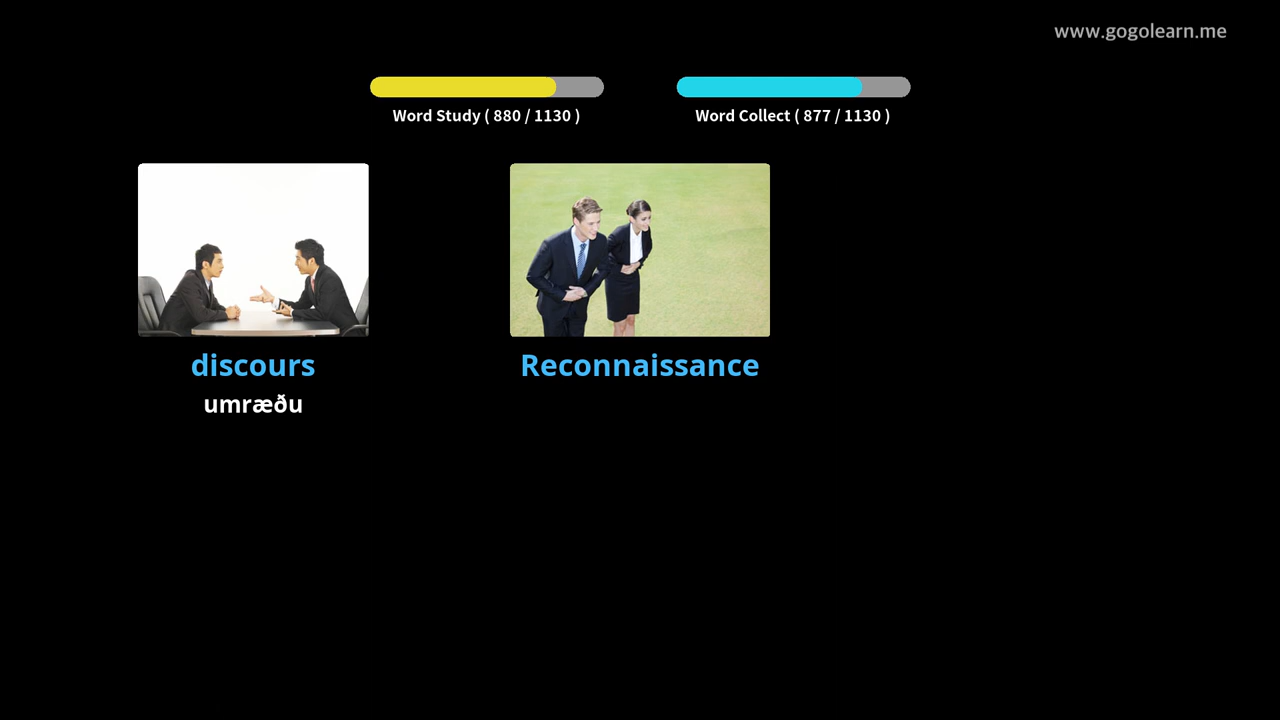 www.gogolearn.me
Word Study ( 880 / 1130 )
Word Collect ( 877 / 1130 )
discours
umræðu
Reconnaissance